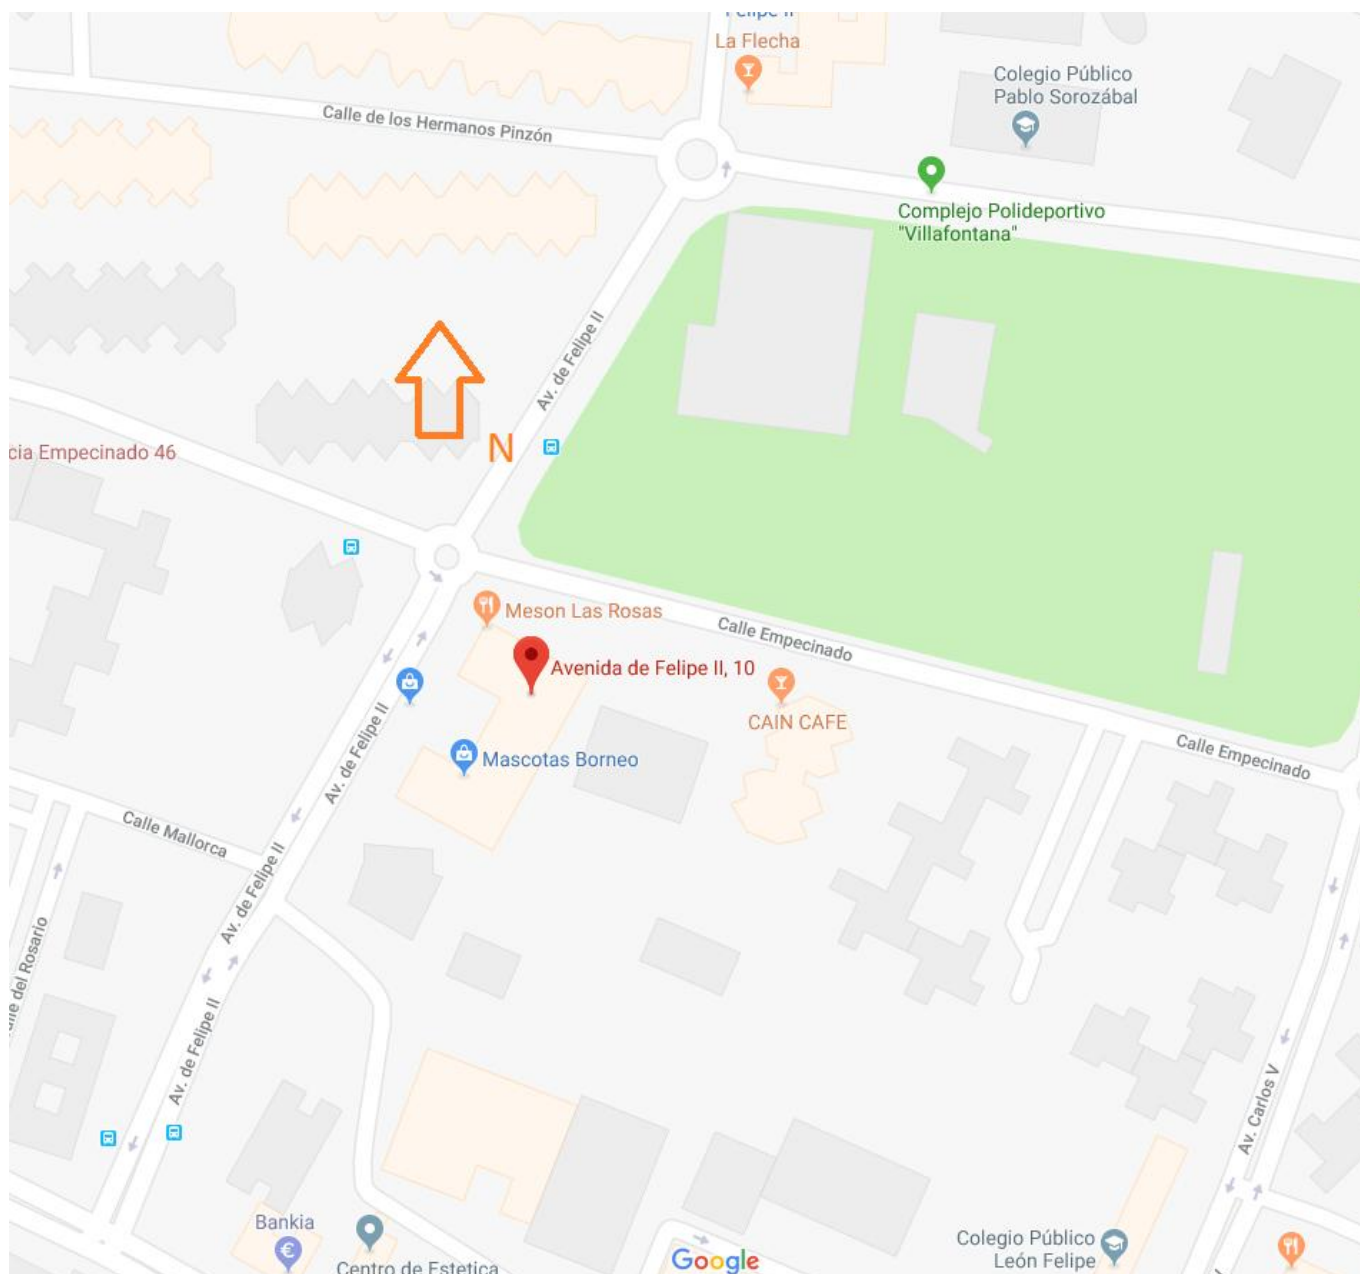 Felipe II
La Flecha
Colegio Público
Pablo Sorozábal
Calle de los Hermanos Pinzón
Complejo Polideportivo
"Villafontana"
Av. de Felipe II
N
cia Empecinado 46
Meson Las Rosas
Calle Empecinado
Avenida de Felipe II, 10
CAIN CAFE
Av. de Felipe II
Mascotas Borneo
Calle Empecinado
Calle Mallorca
Av. de Felipe II
alle del Rosario
Av. de Felipe II
Av. Carlos V
Bankia
€
Centro de Estetica
Google
Colegio Público
León Felipe